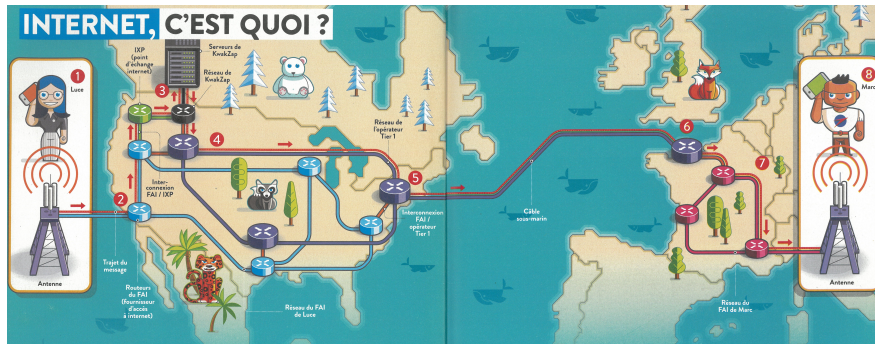 INTERNET, C'EST QUOI ?
IXP
(point
d'échange
internet)
Serveurs de
KwakZap
Réseau de
KwakZap
1
Luce
8
Marc
3
4
Réseau de
l'opérateur
Tier 1
6
7
5
2
Inter-
connexion
FAI / IXP
Interconnexion
FAI /
opérateur
Tier 1
Câble
sous-marin
Trajet du
message
Antenne
Routeurs
du FAI
(fournisseur
d'accès
à internet)
Réseau du FAI
de Luce
Réseau du
FAI de Marc
Antenne